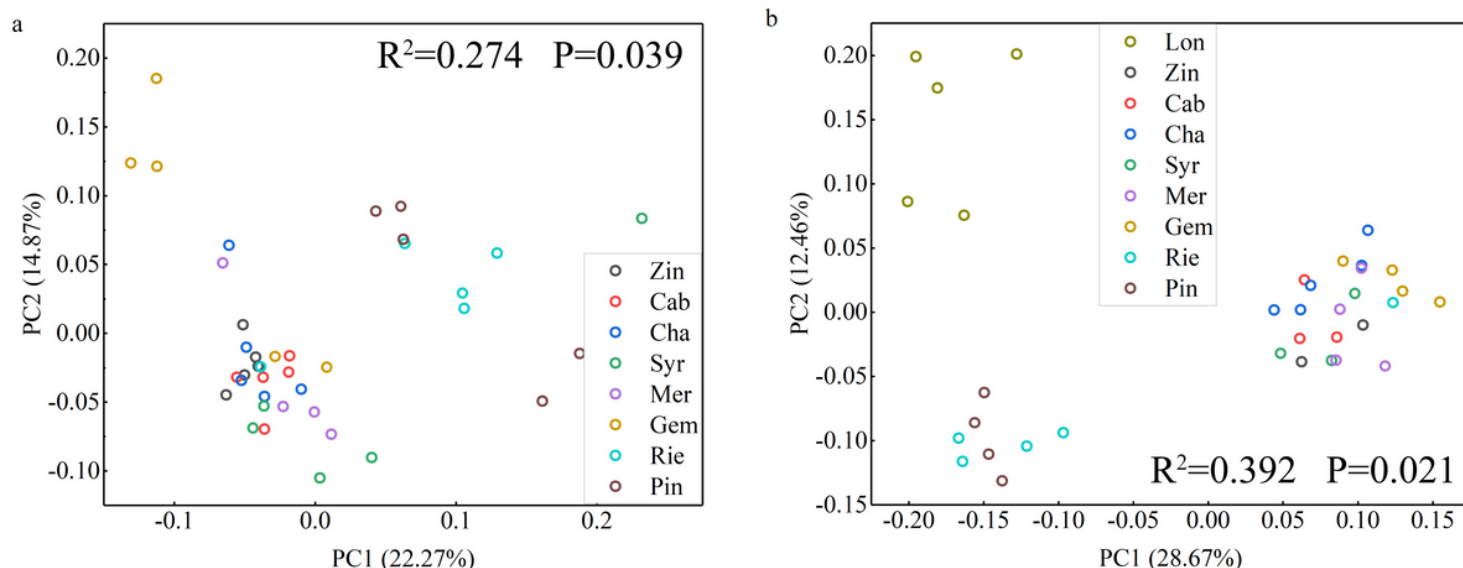 a
R²=0.274 P=0.039
0.20
0.15
0.10
0.05
0.00
-0.05
-0.10
PC2 (14.87%)
Zin
Cab
Cha
Syr
Mer
Gem
Rie
Pin
-0.1 0.0 0.1 0.2
PC1 (22.27%)
b
0.20
0.15
0.10
0.05
0.00
-0.05
-0.10
-0.15
PC2 (12.46%)
Lon
Zin
Cab
Cha
Syr
Mer
Gem
Rie
Pin
R²=0.392 P=0.021
-0.20 -0.15 -0.10 -0.05 0.00 0.05 0.10 0.15
PC1 (28.67%)